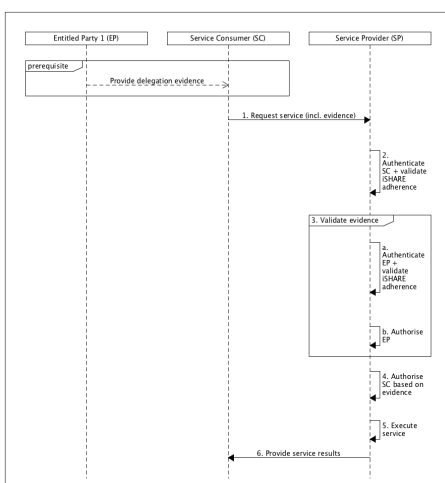 Entitled Party 1 (EP)
Service Consumer (SC)
Service Provider (SP)
prerequisite
Provide delegation evidence
1. Request service (incl. evidence)
2.
Authenticate
SC + validate
iSHARE
adherence
3. Validate evidence
a.
Authenticate
EP +
validate
iSHARE
adherence
b. Authorise
EP
4. Authorise
SC based on
evidence
5. Execute
service
6. Provide service results